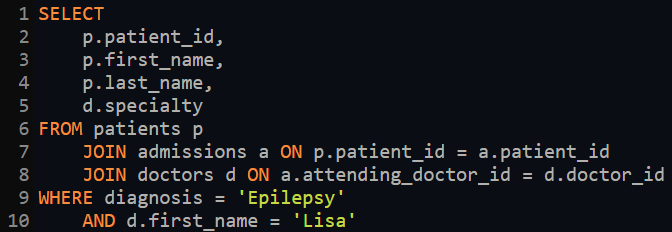 1 SELECT
2     p.patient_id,
3     p.first_name,
4     p.last_name,
5     d.specialty
6 FROM patients p
7     JOIN admissions a ON p.patient_id = a.patient_id
8     JOIN doctors d ON a.attending_doctor_id = d.doctor_id
9 WHERE diagnosis = 'Epilepsy'
10     AND d.first_name = 'Lisa'